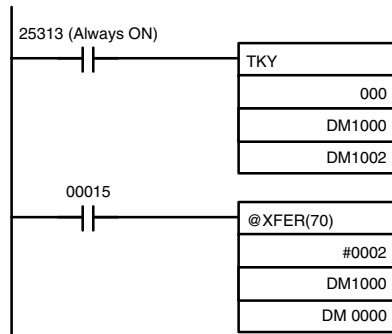 25313 (Always ON)
TKY
000
DM1000
DM1002
00015
@XFER(70)
#0002
DM1000
DM 0000